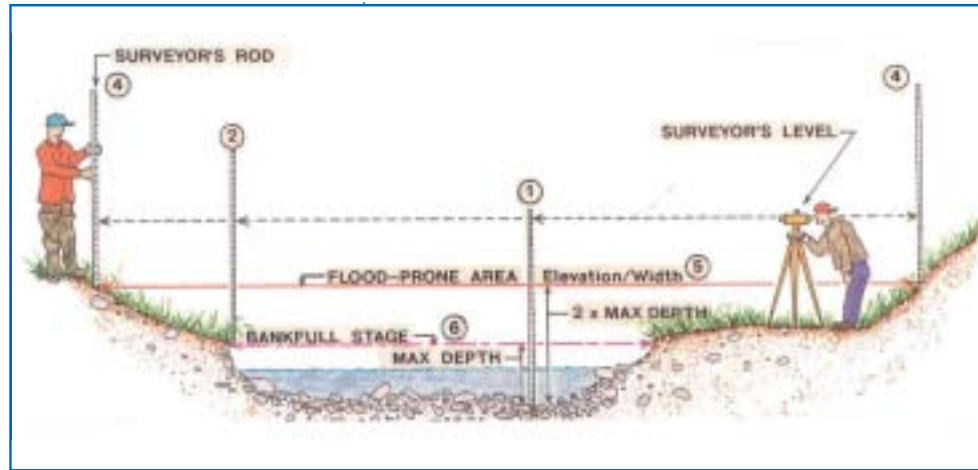 SURVEYOR'S ROD
4
4
2
SURVEYOR'S LEVEL
1
FLOOD-PRONE AREA Elevation/Width 5
2 x MAX DEPTH
BANKFULL STAGE 6
MAX DEPTH